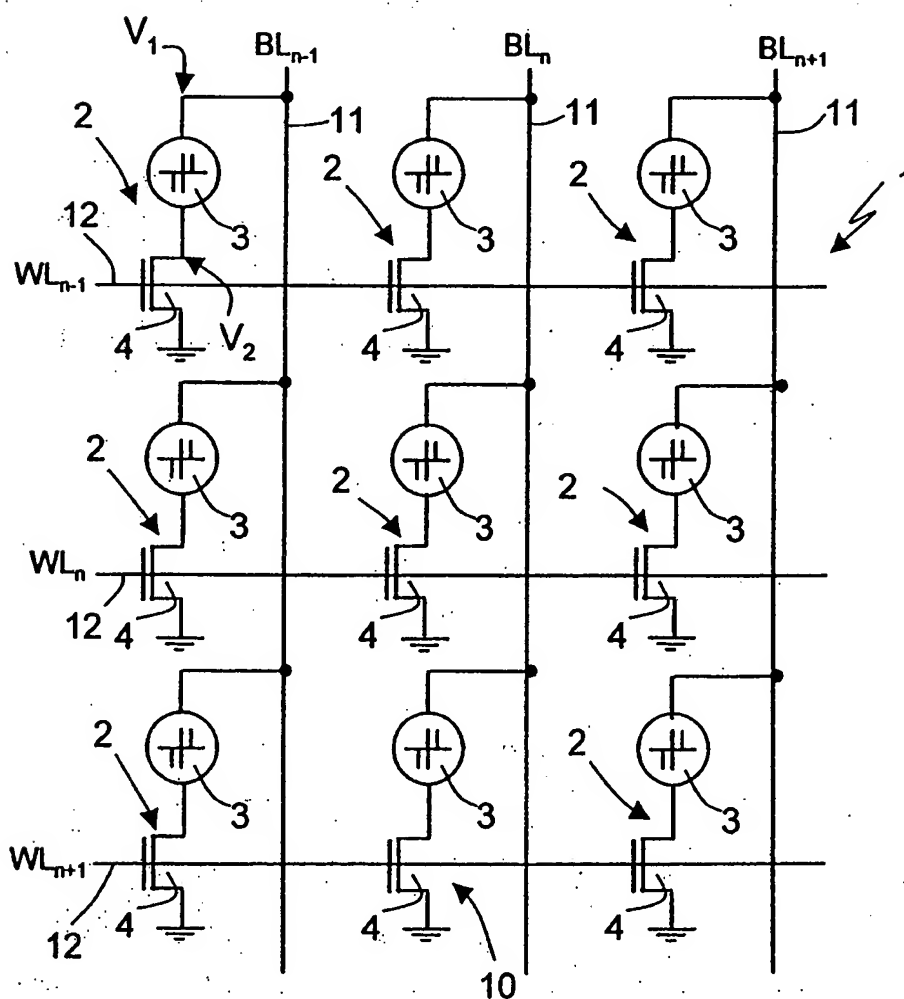 V₁ BLₙ₋₁ BLₙ BLₙ₊₁
2 11 11 11
2 2 1
12 3 3 3
WLₙ₋₁
4 V₂ 4 4
2 2 2
3 3 3
WLₙ
12 4 4 4
2 2
3 3 3
WLₙ₊₁
12 4 4 4
10